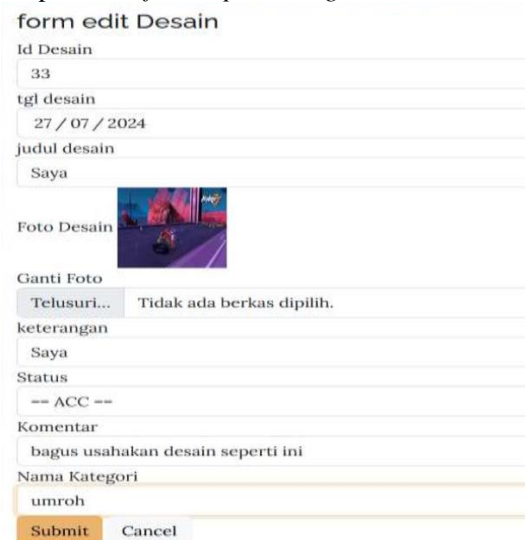 form edit Desain
Id Desain
33
tgl desain
27 / 07 / 2024
judul desain
Saya
Foto Desain
Ganti Foto
Telusuri... Tidak ada berkas dipilih.
keterangan
Saya
Status
== ACC ==
Komentar
bagus usahakan desain seperti ini
Nama Kategori
umroh
Submit Cancel